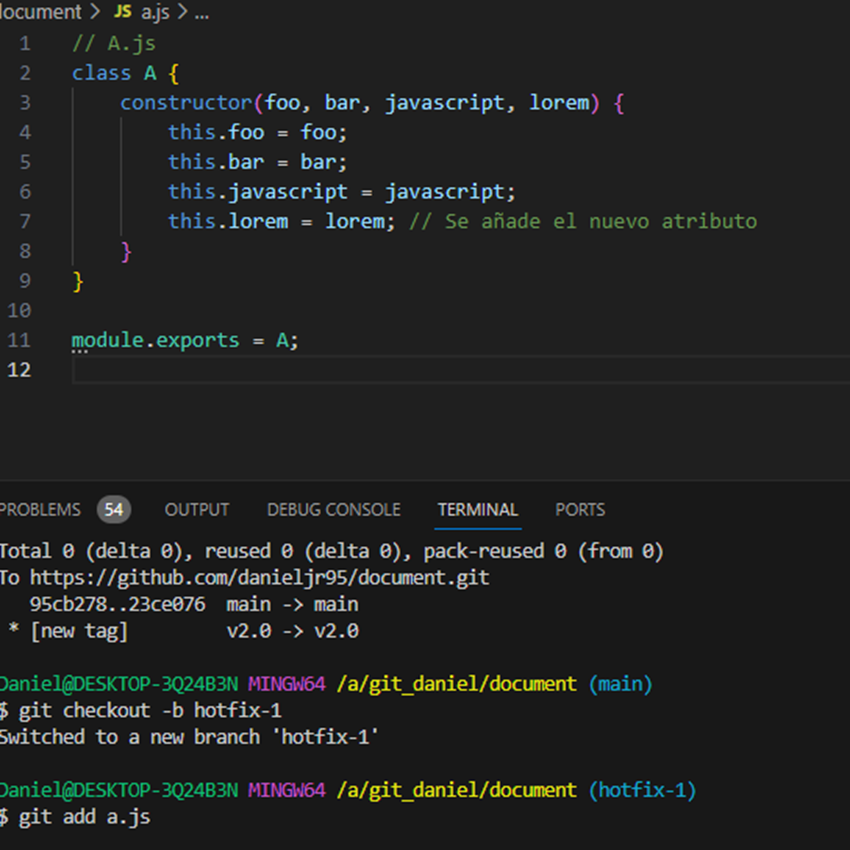 ocument > JS a.js > ...
1 // A.js
2 class A {
3 constructor(foo, bar, javascript, lorem) {
4 this.foo = foo;
5 this.bar = bar;
6 this.javascript = javascript;
7 this.lorem = lorem; // Se añade el nuevo atributo
8 }
9 }
10
11 module.exports = A;
12
PROBLEMS 54 OUTPUT DEBUG CONSOLE TERMINAL PORTS
Total 0 (delta 0), reused 0 (delta 0), pack-reused 0 (from 0)
To https://github.com/danieljr95/document.git
95cb278..23ce076 main -> main
* [new tag] v2.0 -> v2.0
Daniel@DESKTOP-3Q24B3N MINGW64 /a/git_daniel/document (main)
$ git checkout -b hotfix-1
Switched to a new branch 'hotfix-1'
Daniel@DESKTOP-3Q24B3N MINGW64 /a/git_daniel/document (hotfix-1)
$ git add a.js